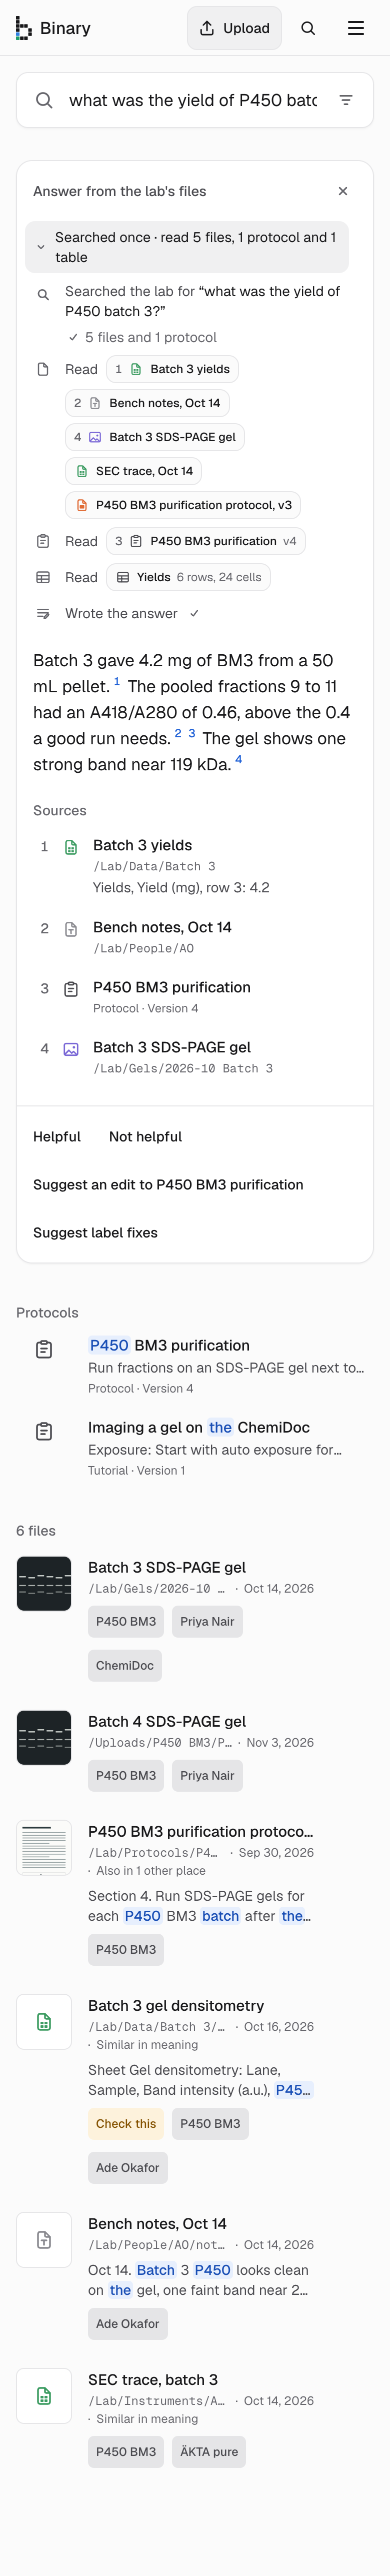 Binary
Upload
what was the yield of P450 batc
Answer from the lab's files
Searched once · read 5 files, 1 protocol and 1
table
Searched the lab for “what was the yield of
P450 batch 3?”
5 files and 1 protocol
Read 1 Batch 3 yields
2 Bench notes, Oct 14
4 Batch 3 SDS-PAGE gel
SEC trace, Oct 14
P450 BM3 purification protocol, v3
Read 3 P450 BM3 purification v4
Read Yields 6 rows, 24 cells
Wrote the answer
Batch 3 gave 4.2 mg of BM3 from a 50
mL pellet. 1 The pooled fractions 9 to 11
had an A418/A280 of 0.46, above the 0.4
a good run needs. 2 3 The gel shows one
strong band near 119 kDa. 4
Sources
1 Batch 3 yields
/Lab/Data/Batch 3
Yields, Yield (mg), row 3: 4.2
2 Bench notes, Oct 14
/Lab/People/AO
3 P450 BM3 purification
Protocol · Version 4
4 Batch 3 SDS-PAGE gel
/Lab/Gels/2026-10 Batch 3
Helpful Not helpful
Suggest an edit to P450 BM3 purification
Suggest label fixes
Protocols
P450 BM3 purification
Run fractions on an SDS-PAGE gel next to…
Protocol · Version 4
Imaging a gel on the ChemiDoc
Exposure: Start with auto exposure for…
Tutorial · Version 1
6 files
Batch 3 SDS-PAGE gel
/Lab/Gels/2026-10 … · Oct 14, 2026
P450 BM3 Priya Nair
ChemiDoc
Batch 4 SDS-PAGE gel
/Uploads/P450 BM3/P… · Nov 3, 2026
P450 BM3 Priya Nair
P450 BM3 purification protoco…
/Lab/Protocols/P4… · Sep 30, 2026
· Also in 1 other place
Section 4. Run SDS-PAGE gels for
each P450 BM3 batch after the…
P450 BM3
Batch 3 gel densitometry
/Lab/Data/Batch 3/… · Oct 16, 2026
· Similar in meaning
Sheet Gel densitometry: Lane,
Sample, Band intensity (a.u.), P45…
Check this P450 BM3
Ade Okafor
Bench notes, Oct 14
/Lab/People/AO/not… · Oct 14, 2026
Oct 14. Batch 3 P450 looks clean
on the gel, one faint band near 2…
Ade Okafor
SEC trace, batch 3
/Lab/Instruments/A… · Oct 14, 2026
· Similar in meaning
P450 BM3 ÄKTA pure